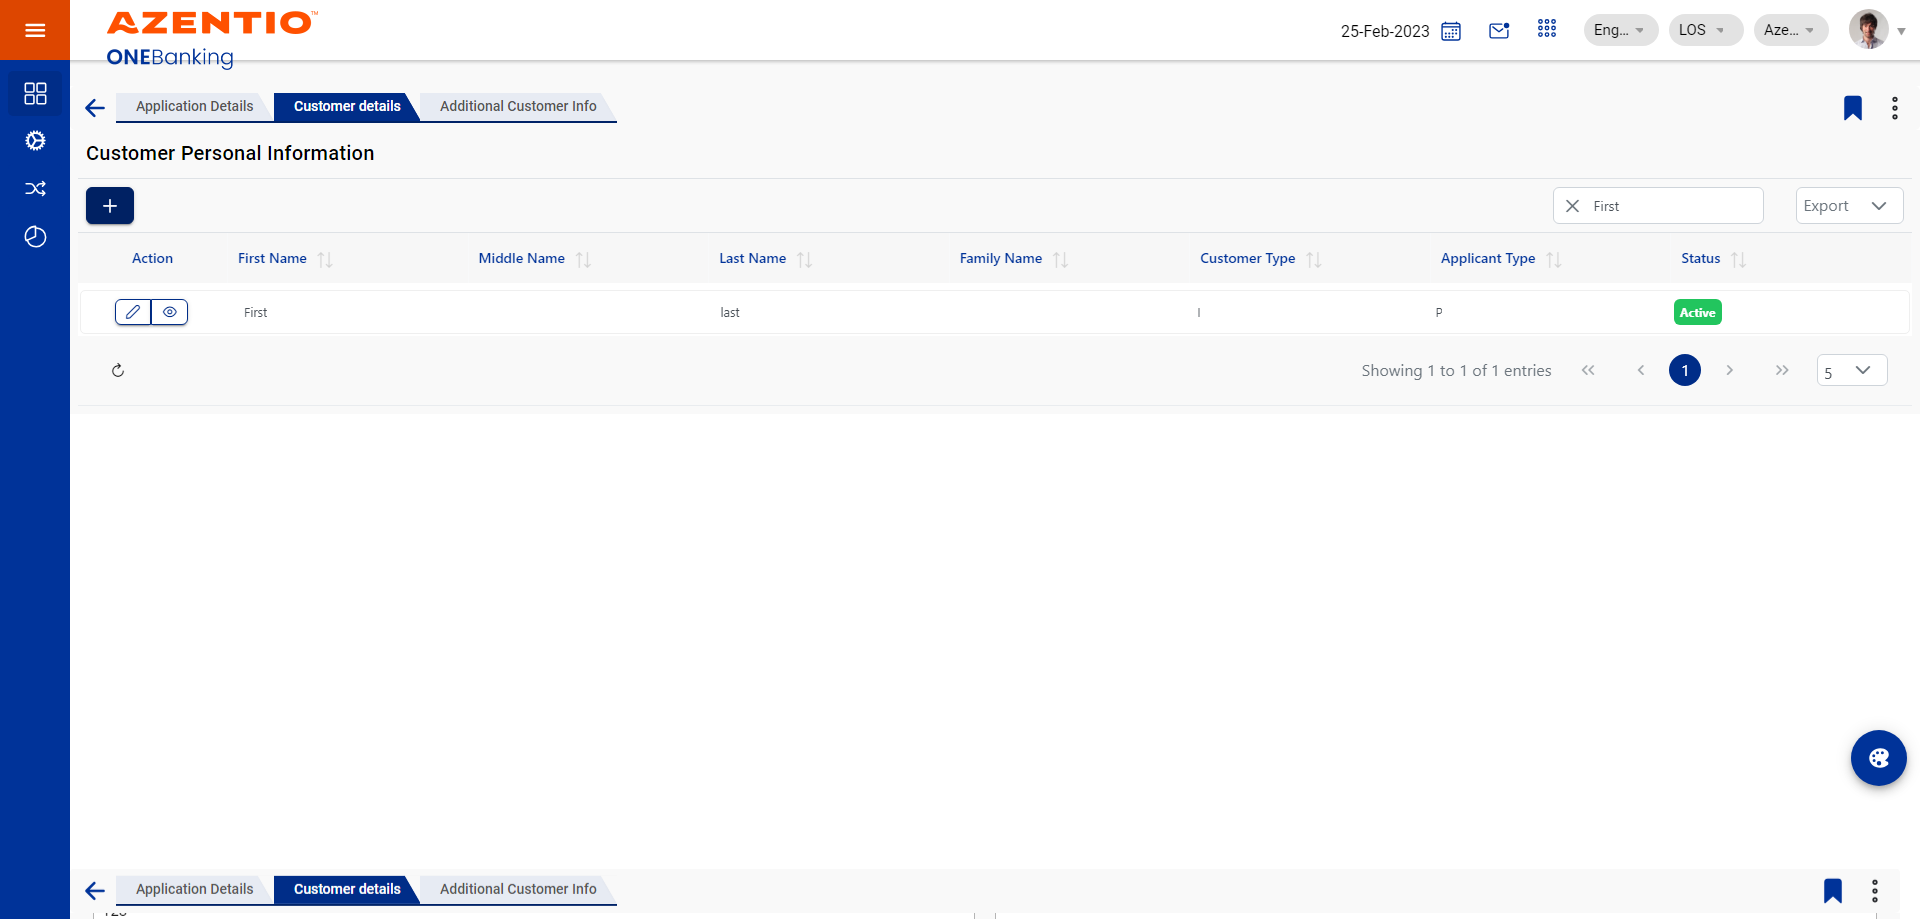 AZENTIO™
ONEBanking
25-Feb-2023
Eng...
LOS
Aze...
Application Details
Customer details
Additional Customer Info
Customer Personal Information
+
First
Export
Action
First Name
Middle Name
Last Name
Family Name
Customer Type
Applicant Type
Status
First
last
I
P
Active
Showing 1 to 1 of 1 entries
1
5
Application Details
Customer details
Additional Customer Info